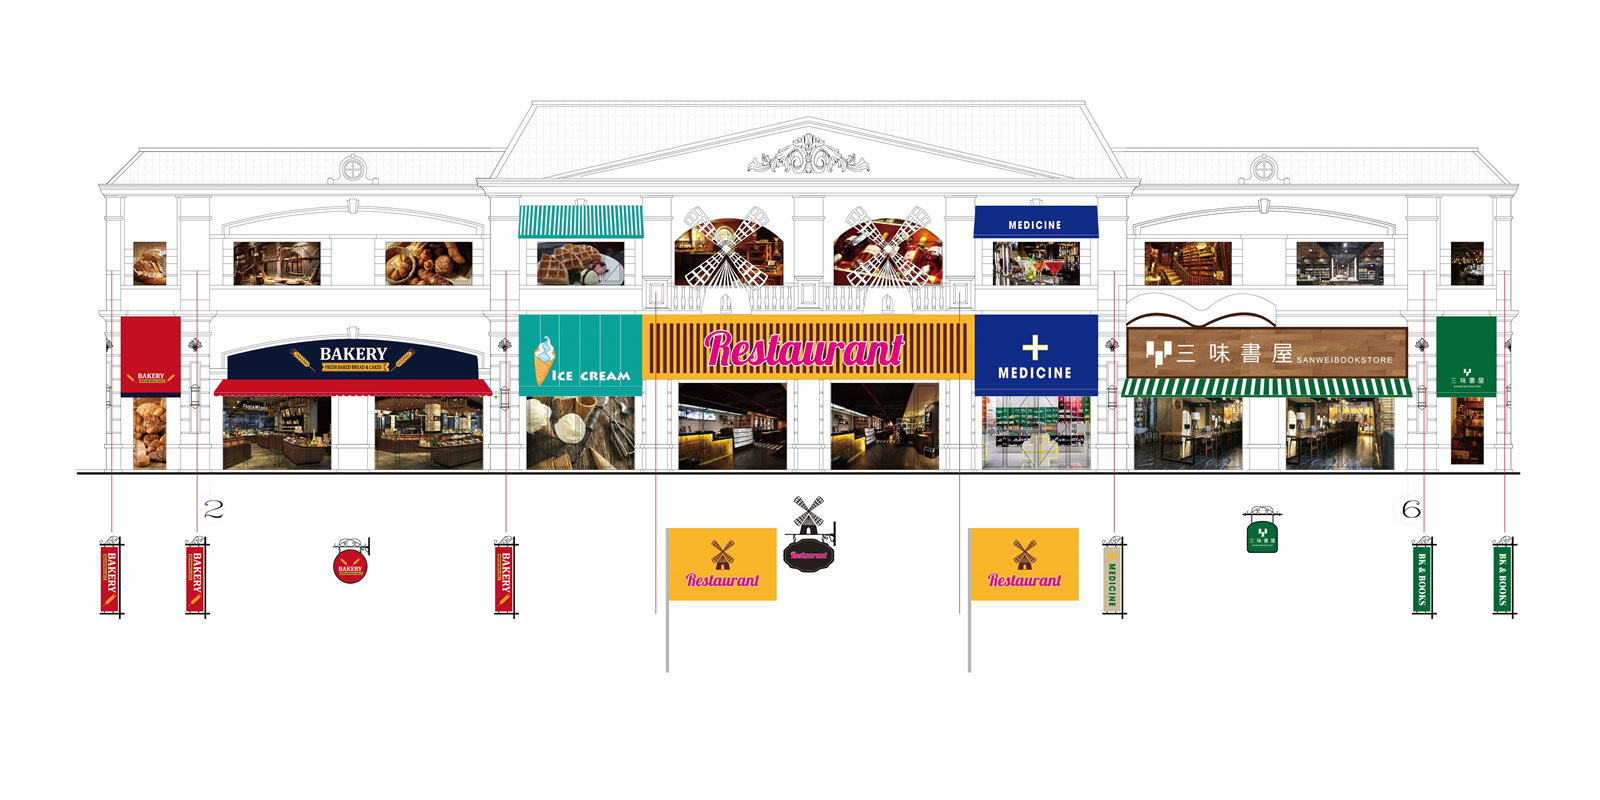 MEDICINE
BAKERY
BAKERY
FRESH BAKED BREAD & CAKES
ICE CREAM
Restaurant
MEDICINE
三味書屋 SANWEIBOOKSTORE
三味書屋
SANWEIBOOKSTORE
2
6
BAKERY
BAKERY
BAKERY
BAKERY
Restaurant
Restaurant
Restaurant
MEDICINE
三味書屋
BK & BOOKS
BK & BOOKS